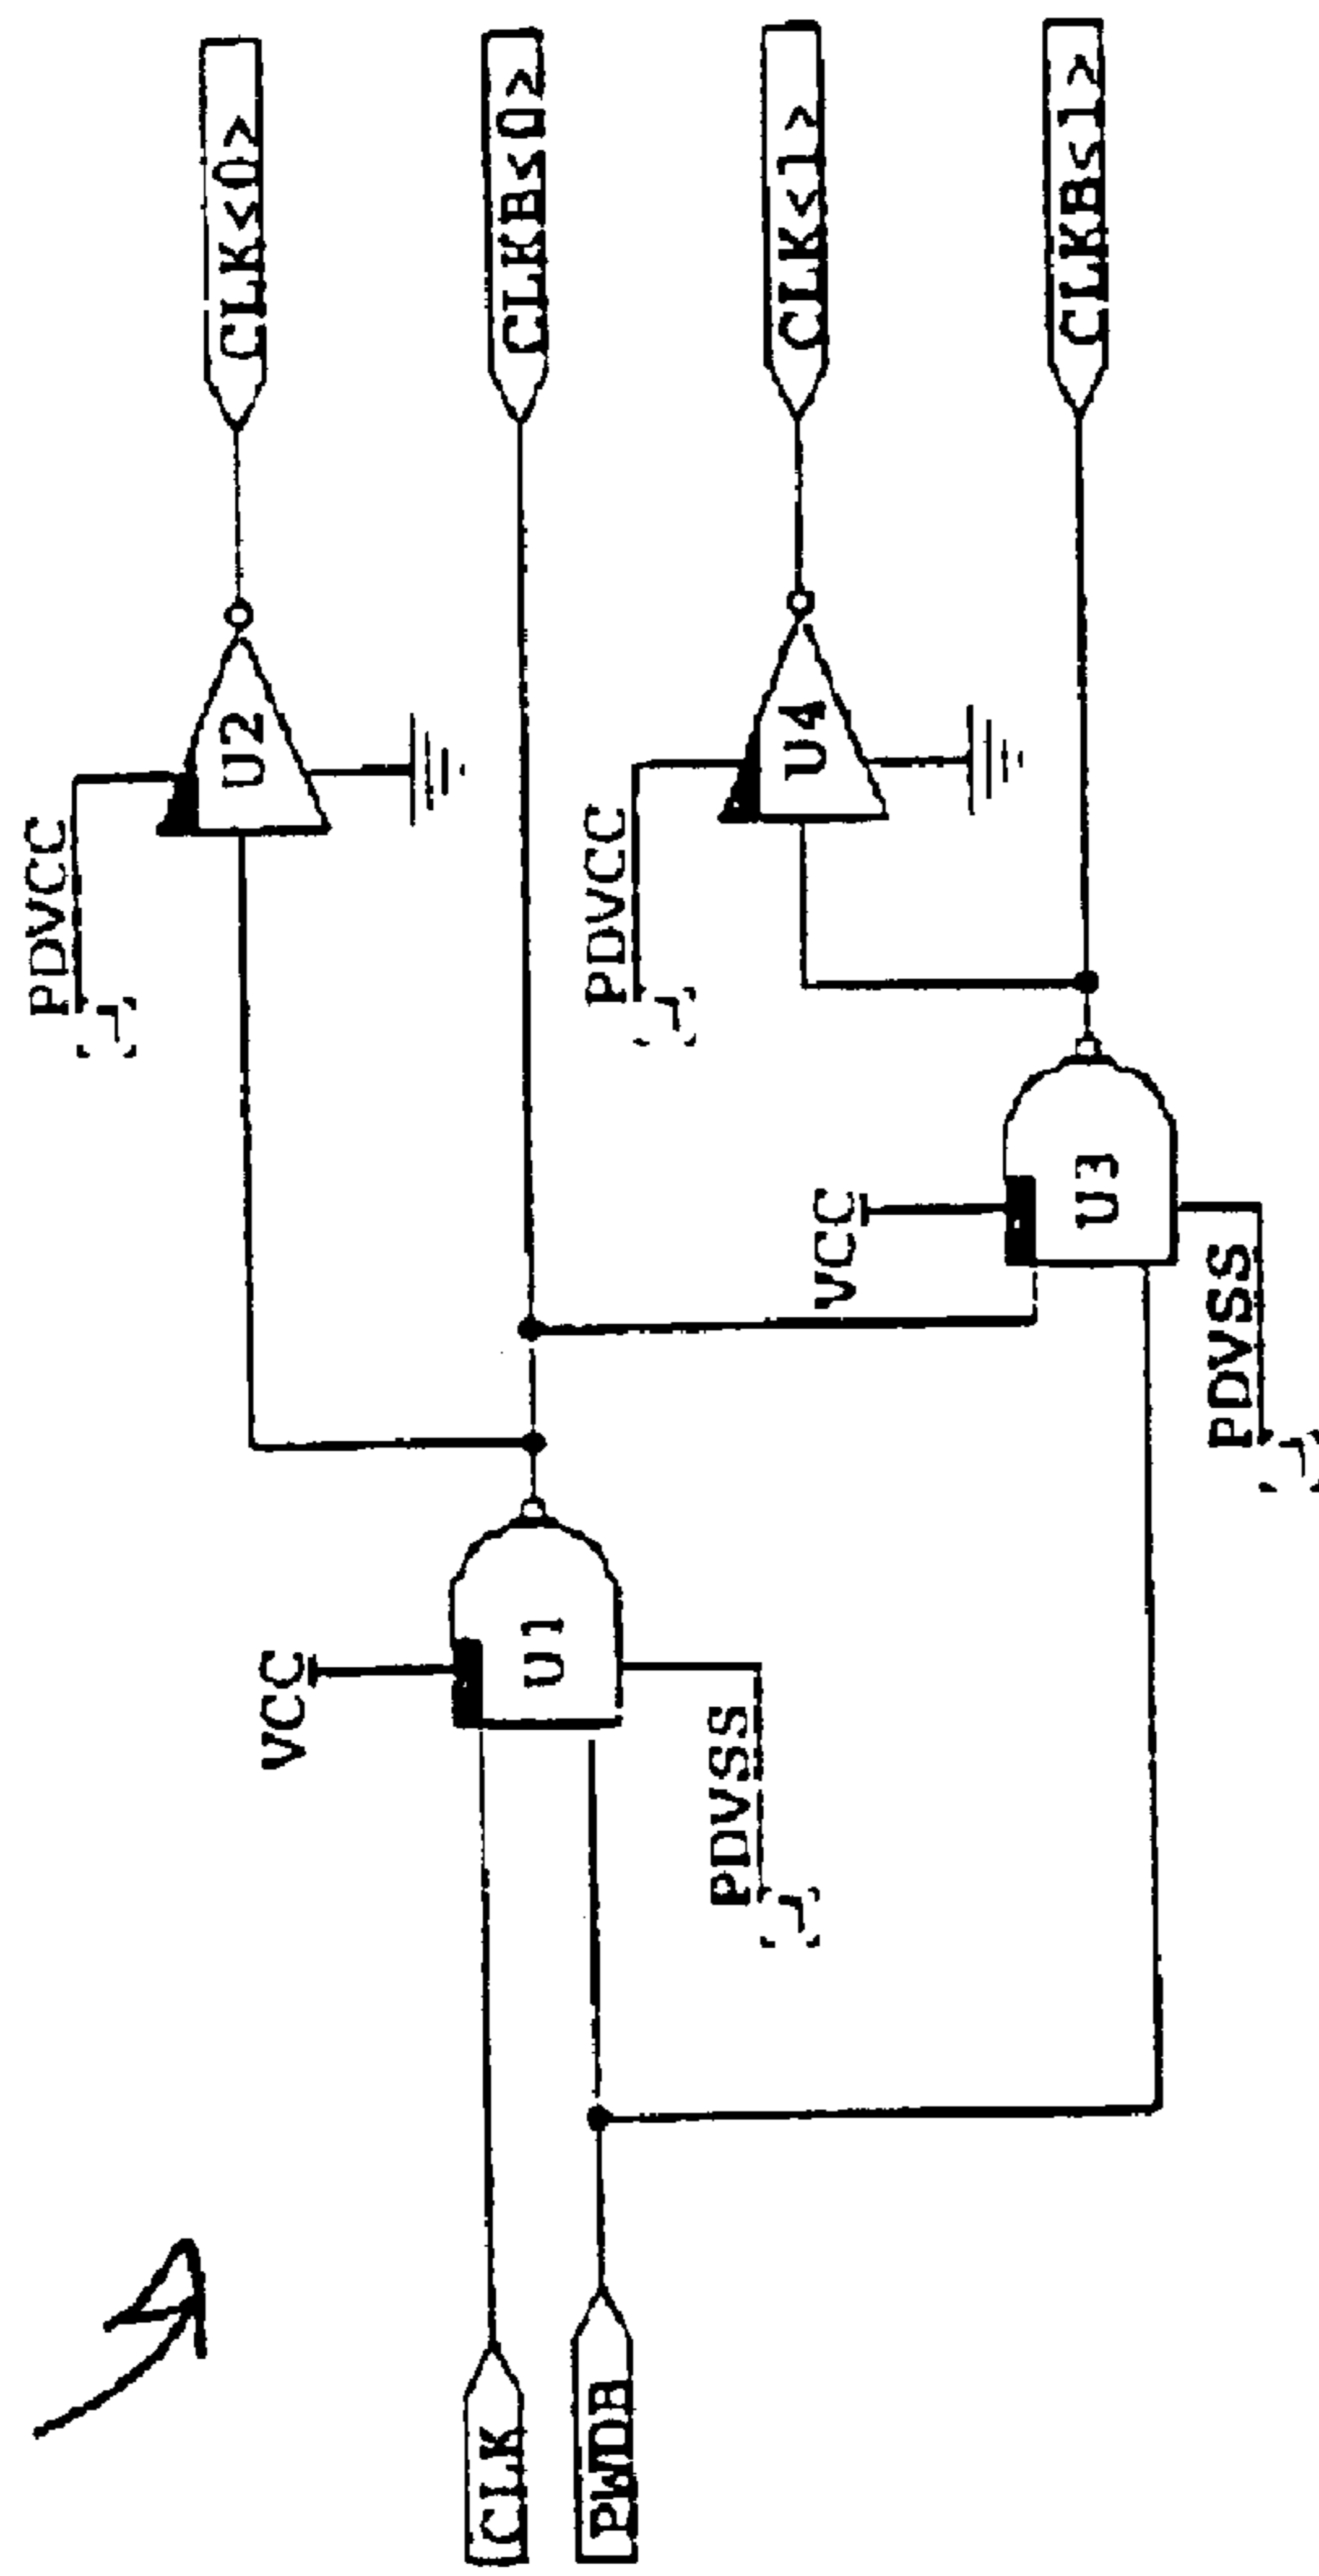 PDVCC
U2
CLK<0>
VCC
CLK
U1
CLKB<0>
PWDB
PDVSS
PDVCC
U4
CLK<1>
VCC
U3
CLKB<1>
PDVSS